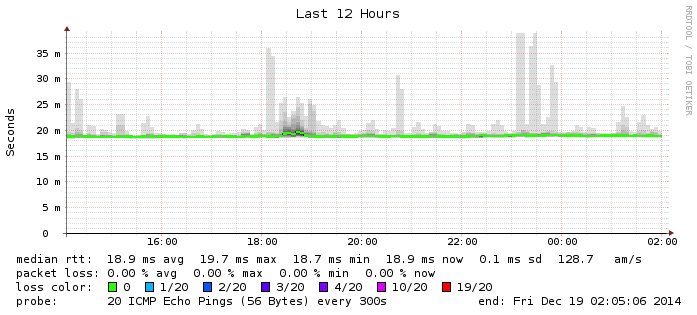 Last 12 Hours
RRDTOOL / TOBI OETIKER
Seconds
35 m
30 m
25 m
20 m
15 m
10 m
5 m
0
16:00 18:00 20:00 22:00 00:00 02:00
median rtt: 18.9 ms avg 19.7 ms max 18.7 ms min 18.9 ms now 0.1 ms sd 128.7 am/s
packet loss: 0.00 % avg 0.00 % max 0.00 % min 0.00 % now
loss color: 0 1/20 2/20 3/20 4/20 10/20 19/20
probe: 20 ICMP Echo Pings (56 Bytes) every 300s end: Fri Dec 19 02:05:06 2014